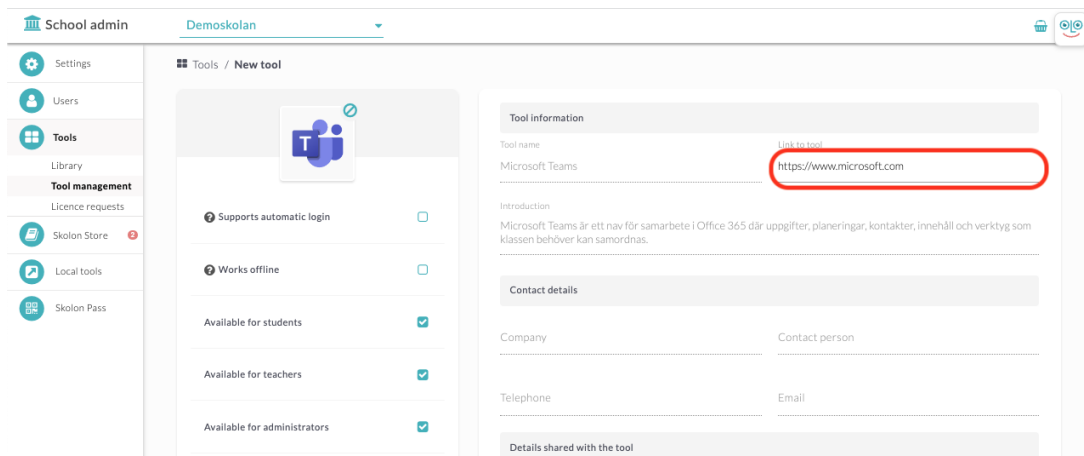 School admin
Demoskolan
Settings
Users
Tools
Library
Tool management
Licence requests
Skolon Store 2
Local tools
Skolon Pass
Tools / New tool
T
? Supports automatic login
? Works offline
Available for students
Available for teachers
Available for administrators
Tool information
Tool name
Link to tool
Microsoft Teams
https://www.microsoft.com
Introduction
Microsoft Teams är ett nav för samarbete i Office 365 där uppgifter, planeringar, kontakter, innehåll och verktyg som
klassen behöver kan samordnas.
Contact details
Company
Contact person
Telephone
Email
Details shared with the tool